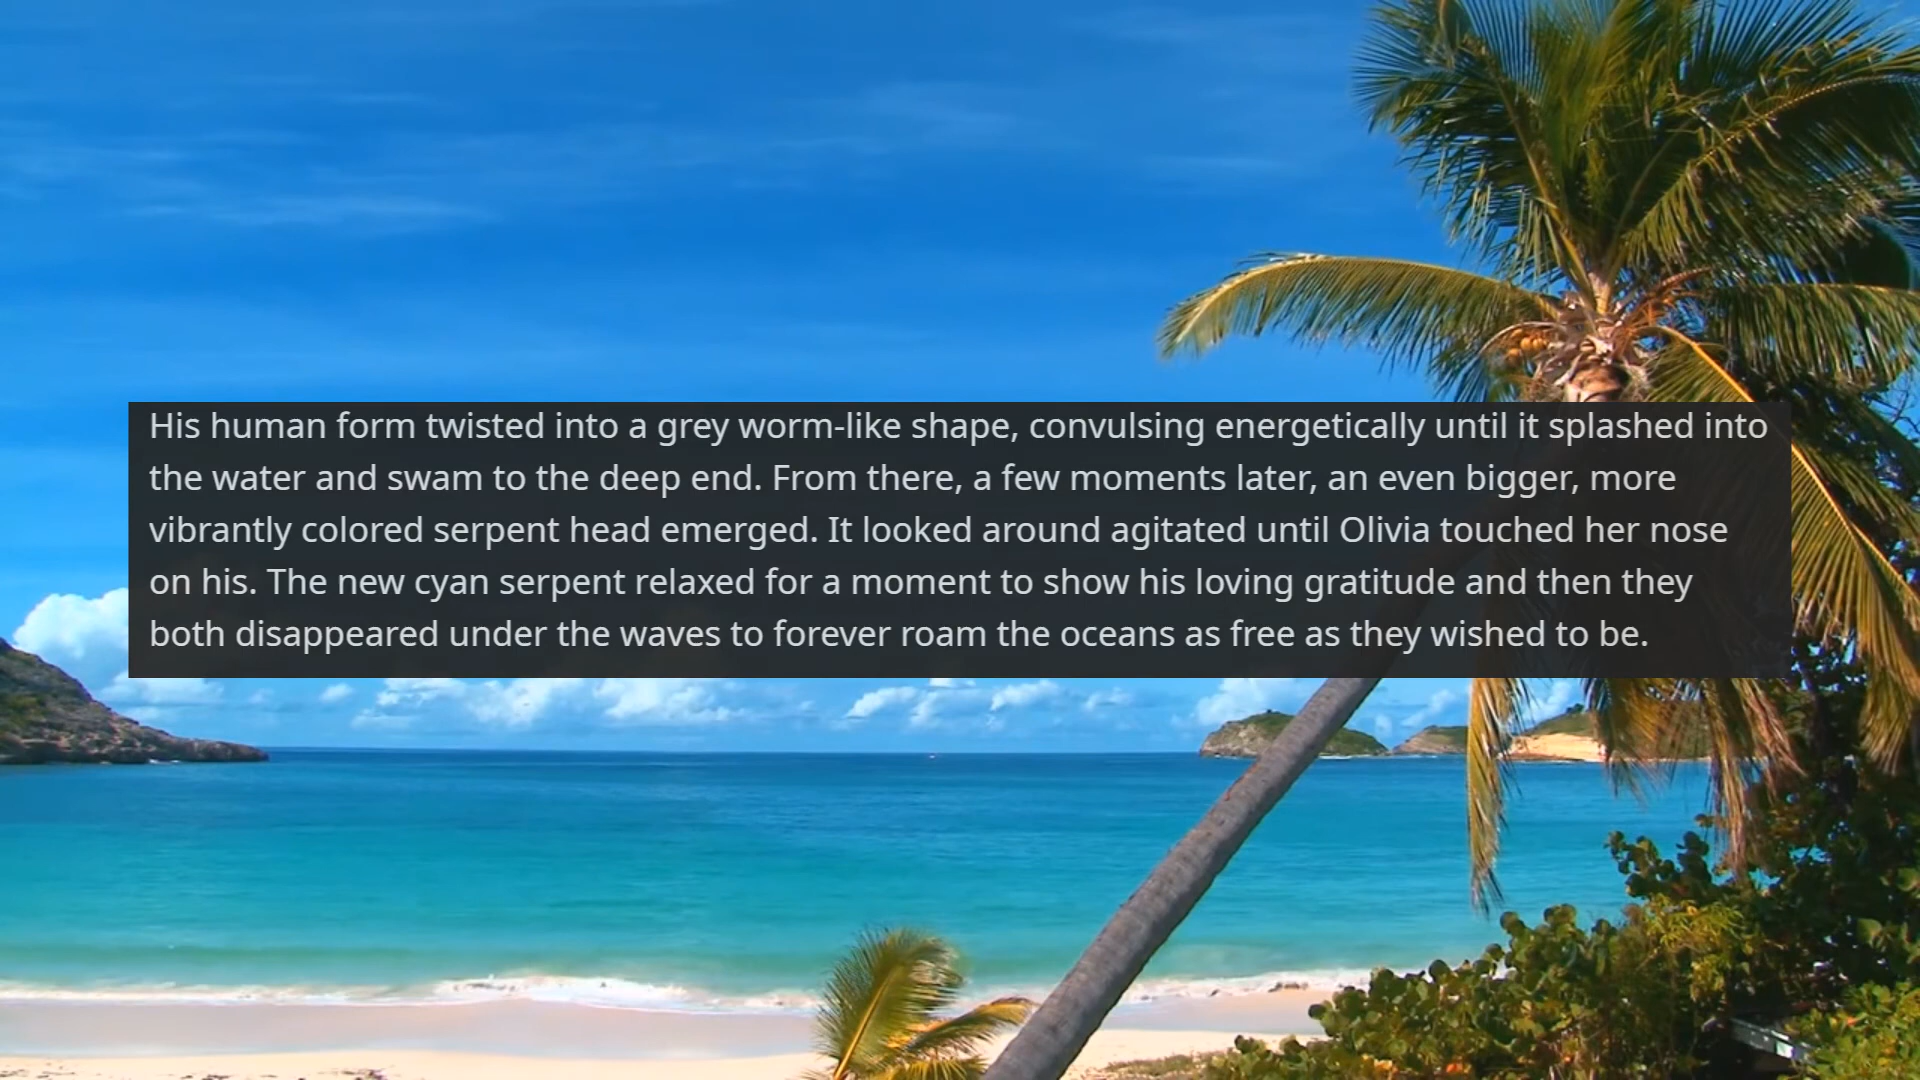 His human form twisted into a grey worm-like shape, convulsing energetically until it splashed into
the water and swam to the deep end. From there, a few moments later, an even bigger, more
vibrantly colored serpent head emerged. It looked around agitated until Olivia touched her nose
on his. The new cyan serpent relaxed for a moment to show his loving gratitude and then they
both disappeared under the waves to forever roam the oceans as free as they wished to be.